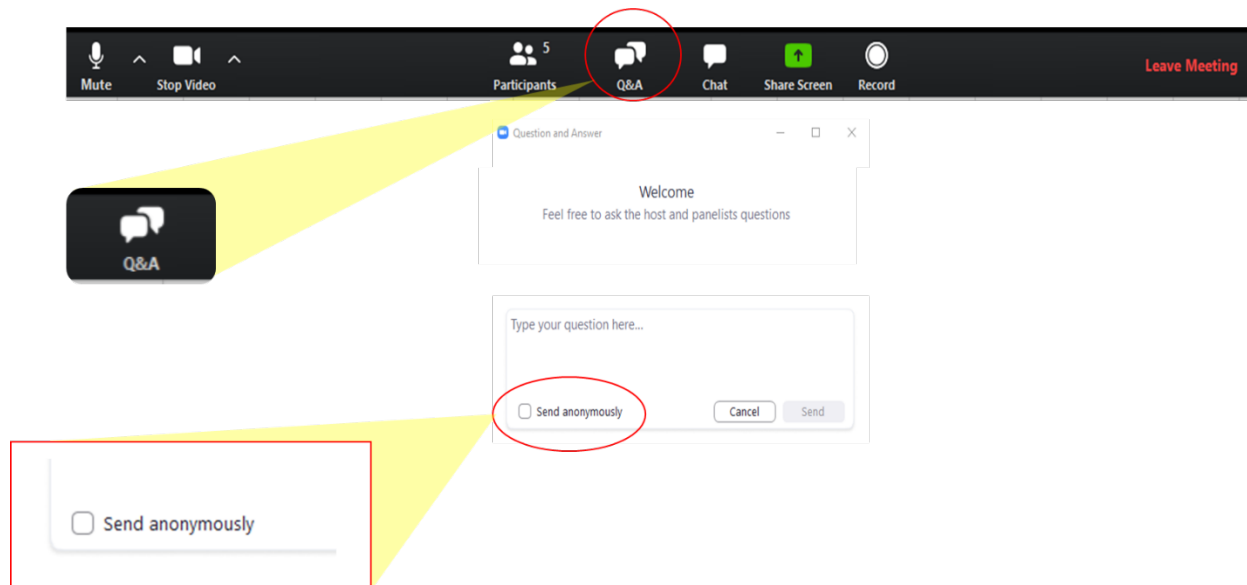 5
Mute Stop Video Participants Q&A Chat Share Screen Record Leave Meeting
Question and Answer
Welcome
Feel free to ask the host and panelists questions
Q&A
Type your question here...
Send anonymously Cancel Send
Send anonymously